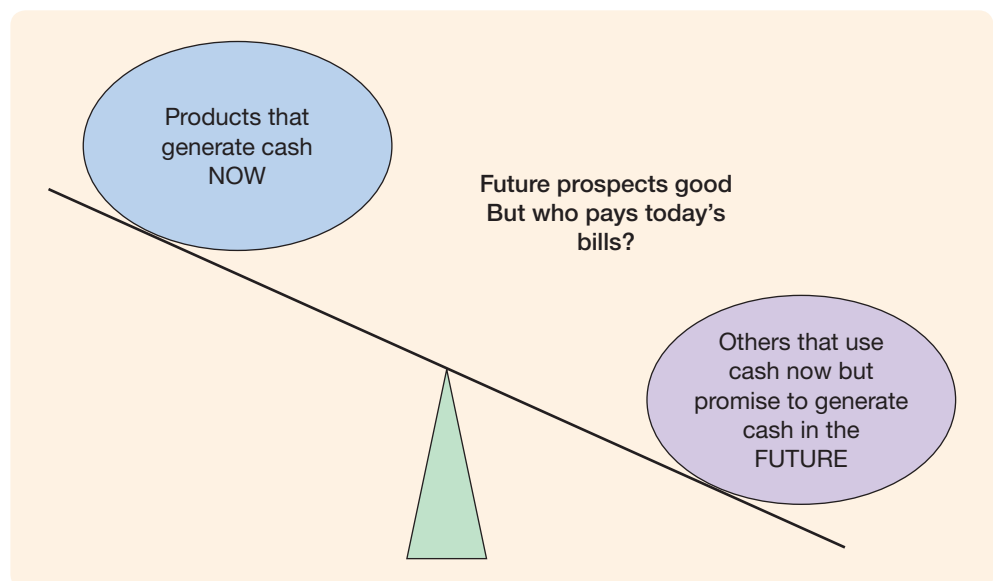 Products that
generate cash
NOW
Future prospects good
But who pays today’s
bills?
Others that use
cash now but
promise to generate
cash in the
FUTURE